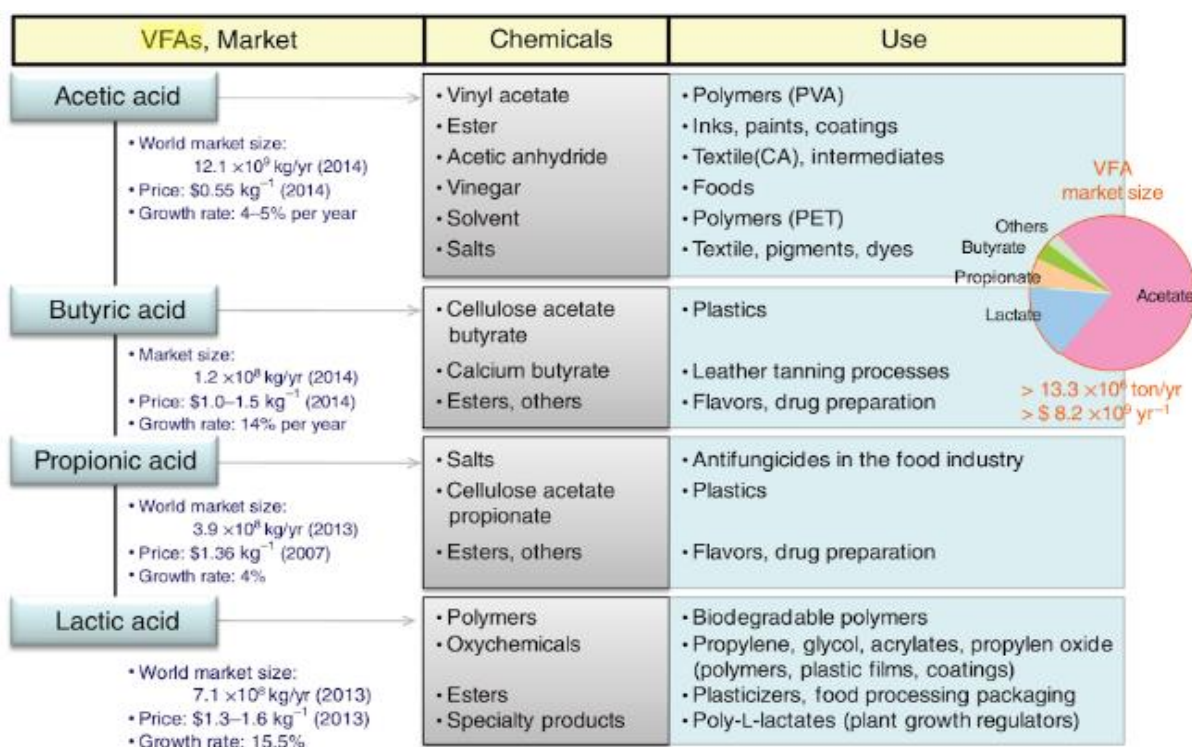 VFAs, Market
Chemicals
Use
Acetic acid
• World market size:
12.1 ×10⁹ kg/yr (2014)
• Price: $0.55 kg⁻¹ (2014)
• Growth rate: 4–5% per year
• Vinyl acetate
• Ester
• Acetic anhydride
• Vinegar
• Solvent
• Salts
• Polymers (PVA)
• Inks, paints, coatings
• Textile(CA), intermediates
• Foods
• Polymers (PET)
• Textile, pigments, dyes
Butyric acid
• Market size:
1.2 ×10⁸ kg/yr (2014)
• Price: $1.0–1.5 kg⁻¹ (2014)
• Growth rate: 14% per year
• Cellulose acetate
butyrate
• Calcium butyrate
• Esters, others
• Plastics
• Leather tanning processes
• Flavors, drug preparation
Propionic acid
• World market size:
3.9 ×10⁸ kg/yr (2013)
• Price: $1.36 kg⁻¹ (2007)
• Growth rate: 4%
• Salts
• Cellulose acetate
propionate
• Esters, others
• Antifungicides in the food industry
• Plastics
• Flavors, drug preparation
Lactic acid
• World market size:
7.1 ×10⁸ kg/yr (2013)
• Price: $1.3–1.6 kg⁻¹ (2013)
• Growth rate: 15.5%
• Polymers
• Oxychemicals
• Esters
• Specialty products
• Biodegradable polymers
• Propylene, glycol, acrylates, propylen oxide
(polymers, plastic films, coatings)
• Plasticizers, food processing packaging
• Poly-L-lactates (plant growth regulators)
VFA
market size
Others
Butyrate
Propionate
Lactate
Acetate
> 13.3 ×10⁶ ton/yr
> $ 8.2 ×10⁹ yr⁻¹